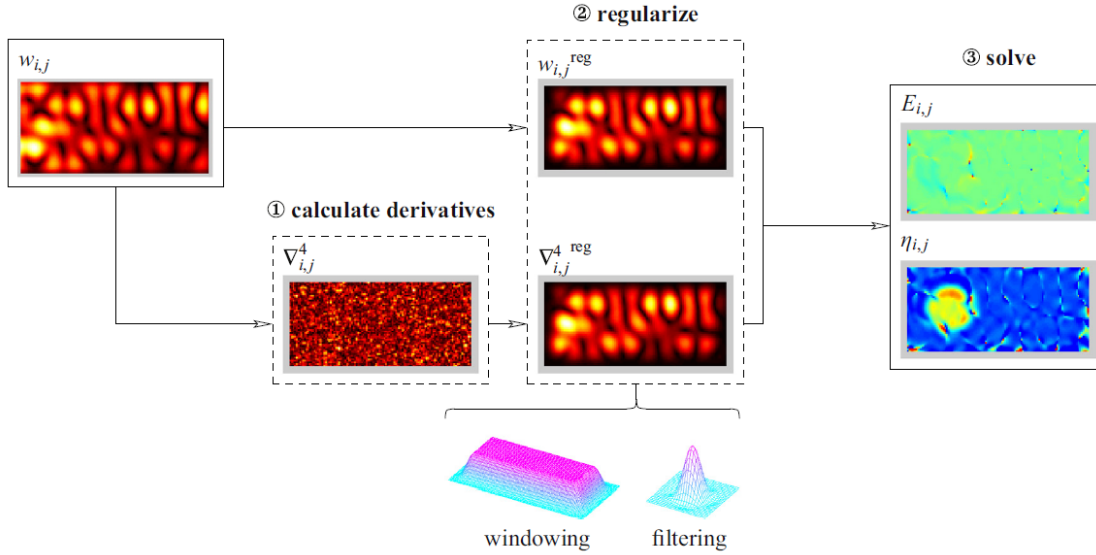 ② regularize
③ solve
w_{i,j}
w_{i,j}^{reg}
E_{i,j}
① calculate derivatives
∇^4_{i,j}
∇^4_{i,j}^{reg}
η_{i,j}
windowing
filtering